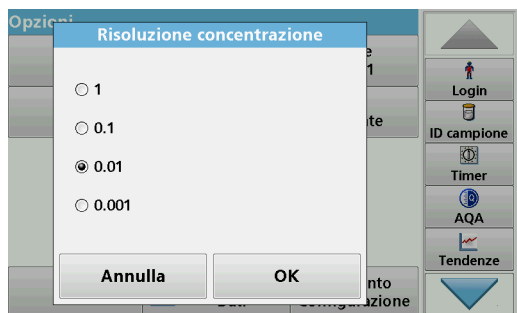 Opzioni
Risoluzione concentrazione
1
0.1
0.01
0.001
Annulla
OK
Login
ID campione
Timer
AQA
Tendenze